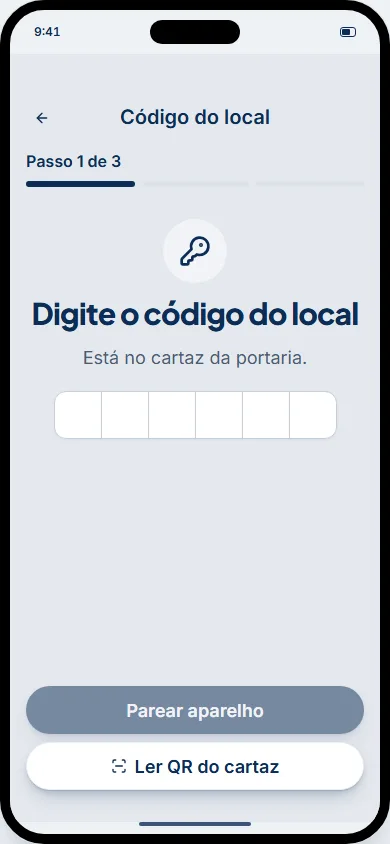 9:41
Código do local
Passo 1 de 3
Digite o código do local
Está no cartaz da portaria.
Parear aparelho
Ler QR do cartaz